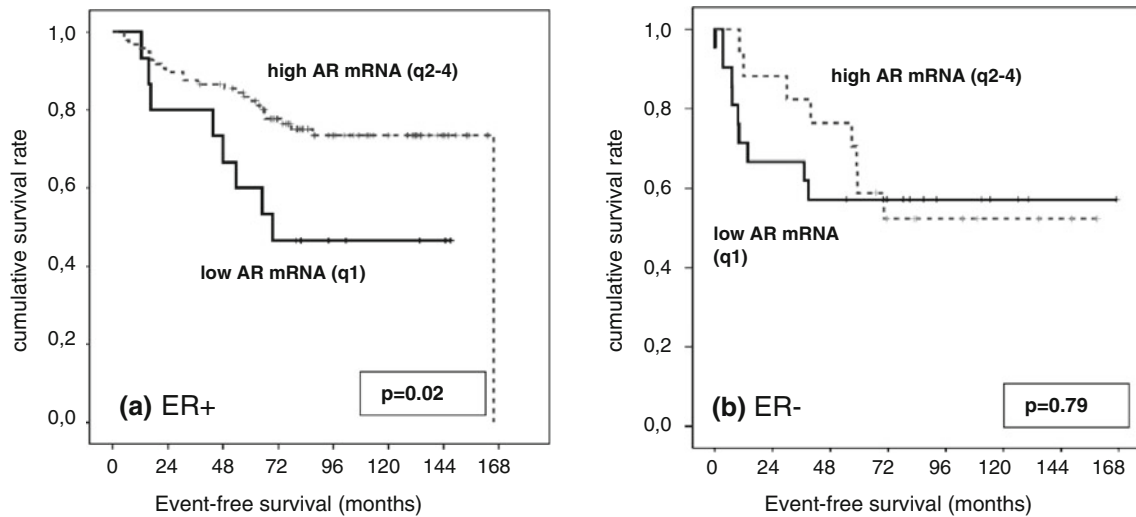 cumulative survival rate
1,0
0,8
0,6
0,4
0,2
0,0
high AR mRNA (q2-4)
low AR mRNA (q1)
p=0.02
(a) ER+
0 24 48 72 96 120 144 168
Event-free survival (months)
cumulative survival rate
1,0
0,8
0,6
0,4
0,2
0,0
high AR mRNA (q2-4)
low AR mRNA
(q1)
p=0.79
(b) ER-
0 24 48 72 96 120 144 168
Event-free survival (months)